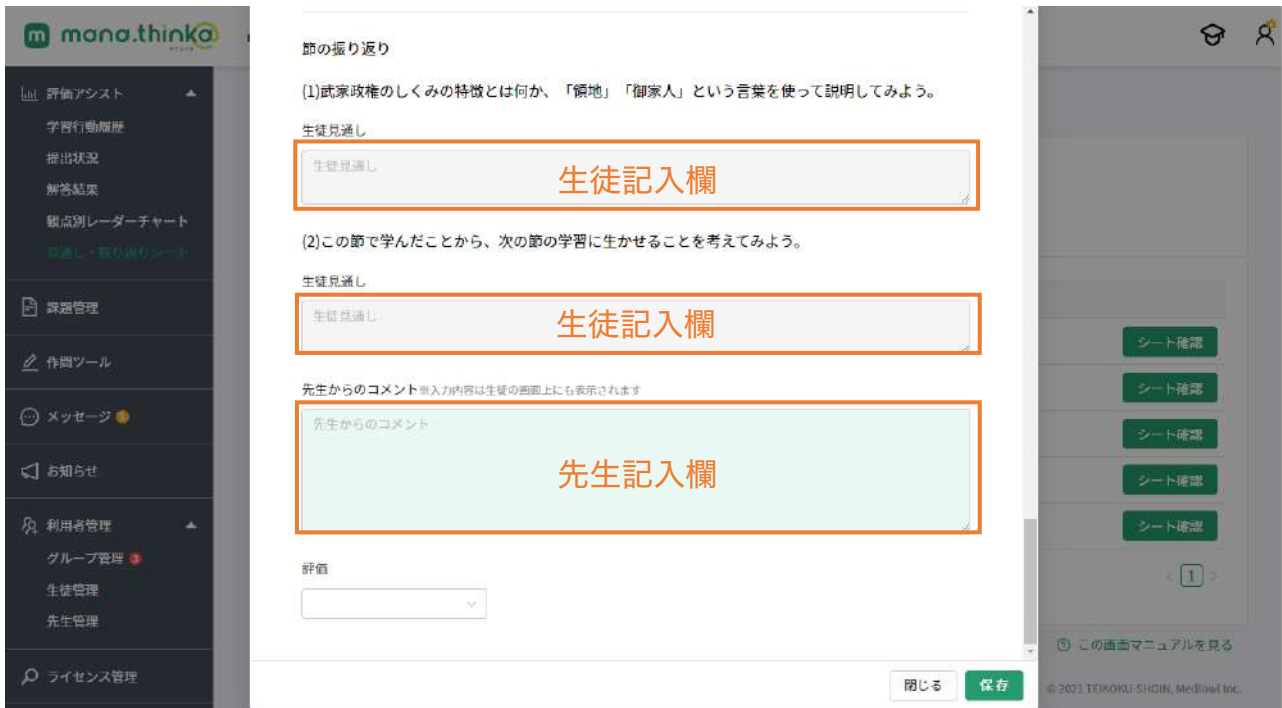 mana.think@
評価アシスト
学習行動履歴
提出状況
解答結果
観点別レーダーチャート
見通し・振り返りシート
課題管理
作問ツール
メッセージ
お知らせ
利用者管理
グループ管理 3
生徒管理
先生管理
ライセンス管理
節の振り返り
(1)武家政権のしくみの特徴とは何か、「領地」「御家人」という言葉を使って説明してみよう。
生徒見通し
生徒見通し
生徒記入欄
(2)この節で学んだことから、次の節の学習に生かせることを考えてみよう。
生徒見通し
生徒見通し
生徒記入欄
先生からのコメント※入力内容は生徒の画面上にも表示されます
先生からのコメント
先生記入欄
評価
閉じる
保存
シート確認
シート確認
シート確認
シート確認
シート確認
< 1 >
この画面マニュアルを見る
© 2021 TEIKOKU-SHOIN, Mediowl Inc.